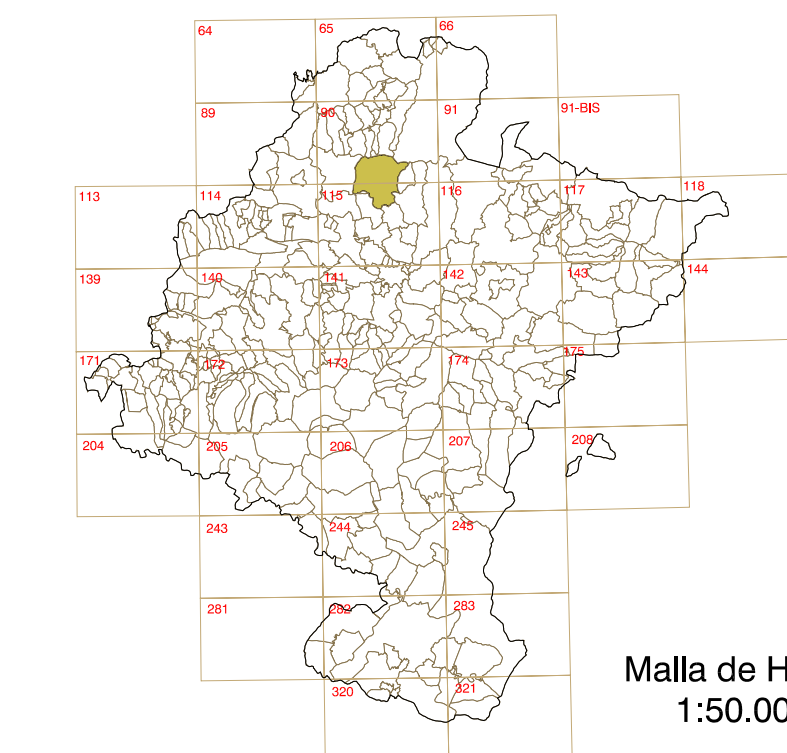 64 65 66
89 90 91 91-BIS
113 114 115 116 117 118
139 140 141 142 143 144
171 172 173 174 175
204 205 206 207 208
243 244 245
281 282 283
320 321
Malla de H
1:50.00